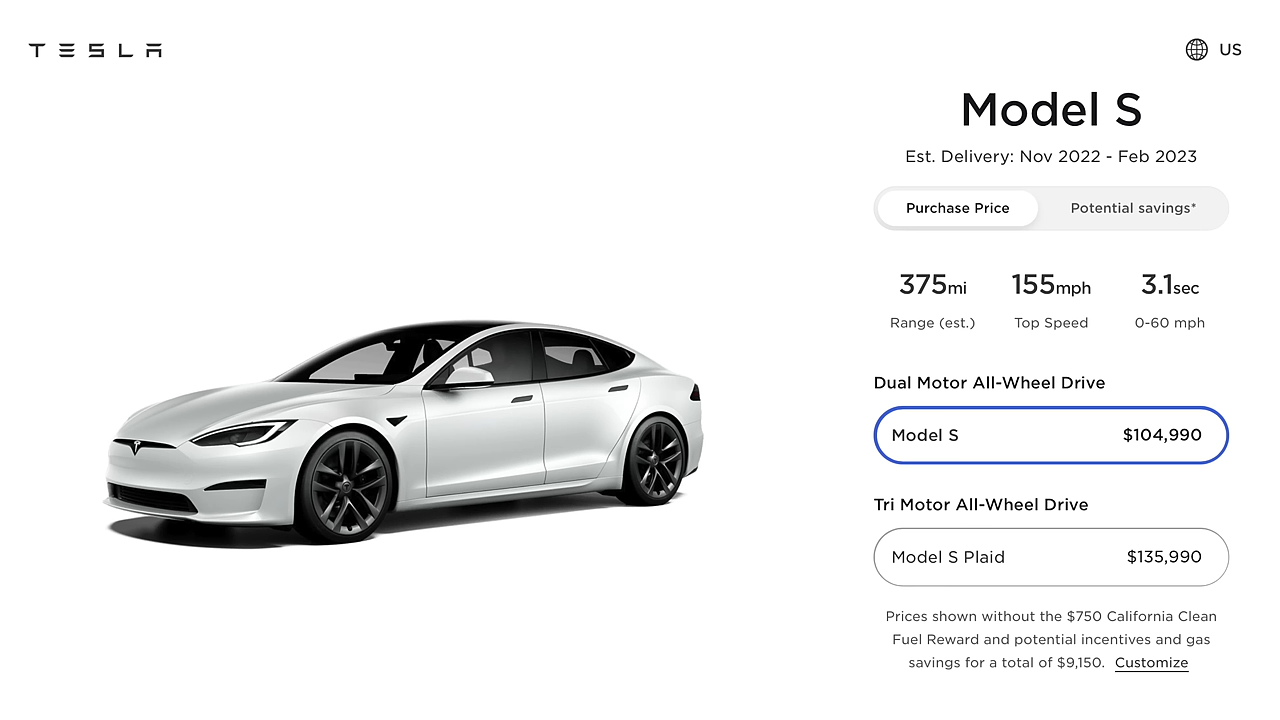 TESLA
US
Model S
Est. Delivery: Nov 2022 - Feb 2023
Purchase Price
Potential savings*
375mi
155mph
3.1sec
Range (est.)
Top Speed
0-60 mph
Dual Motor All-Wheel Drive
Model S $104,990
Tri Motor All-Wheel Drive
Model S Plaid $135,990
Prices shown without the $750 California Clean
Fuel Reward and potential incentives and gas
savings for a total of $9,150. Customize